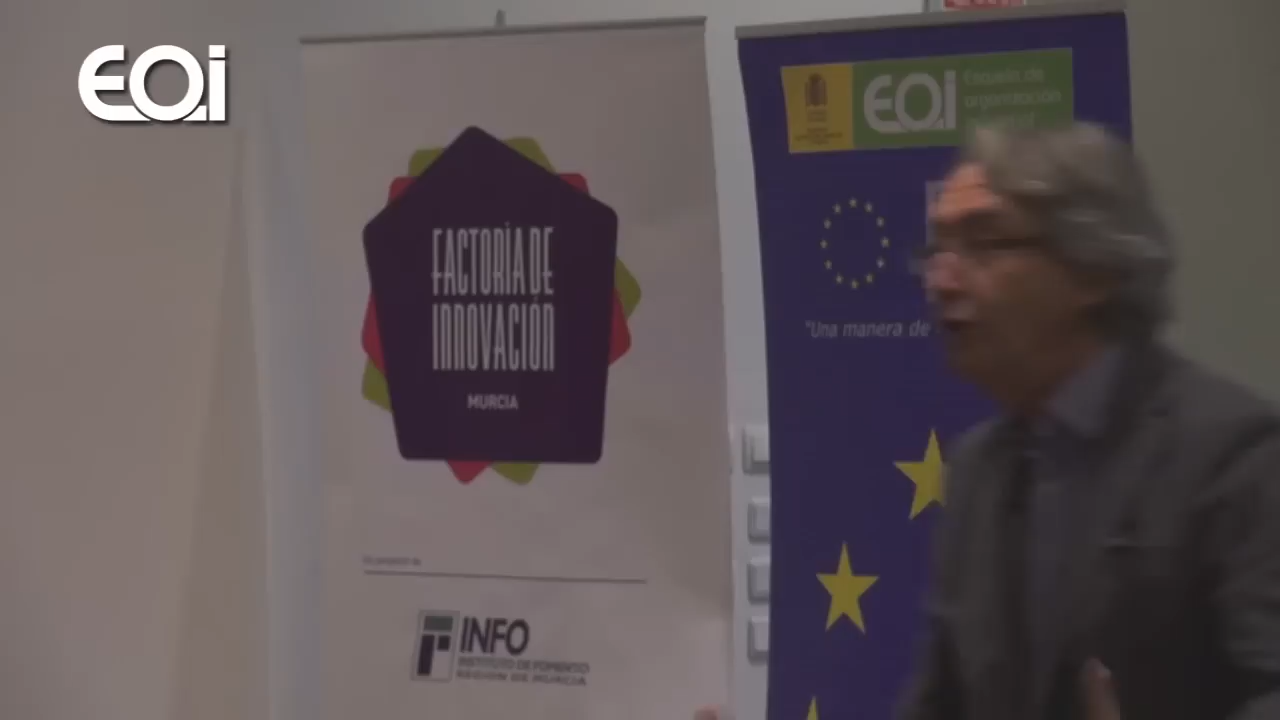 EOi
FACTORÍA DE
INNOVACIÓN
MURCIA
INFO
INSTITUTO DE FOMENTO
REGIÓN DE MURCIA
EOi
Escuela de
organización
"Una manera de